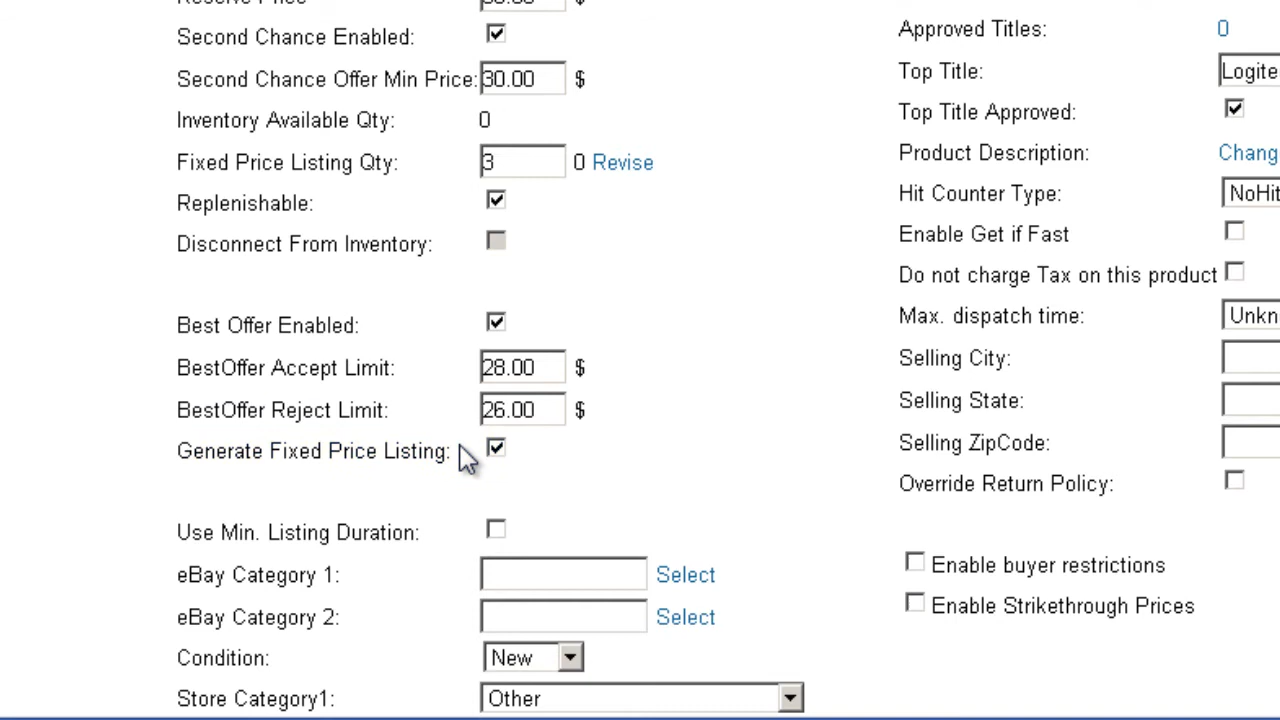 Reserve Price
Second Chance Enabled:
Second Chance Offer Min Price: 30.00 $
Inventory Available Qty: 0
Fixed Price Listing Qty: 3 0 Revise
Replenishable:
Disconnect From Inventory:
Best Offer Enabled:
BestOffer Accept Limit: 28.00 $
BestOffer Reject Limit: 26.00 $
Generate Fixed Price Listing:
Use Min. Listing Duration:
eBay Category 1: Select
eBay Category 2: Select
Condition: New
Store Category1: Other
Approved Titles: 0
Top Title: Logite
Top Title Approved:
Product Description: Chang
Hit Counter Type: NoHit
Enable Get if Fast
Do not charge Tax on this product
Max. dispatch time: Unkn
Selling City:
Selling State:
Selling ZipCode:
Override Return Policy:
Enable buyer restrictions
Enable Strikethrough Prices